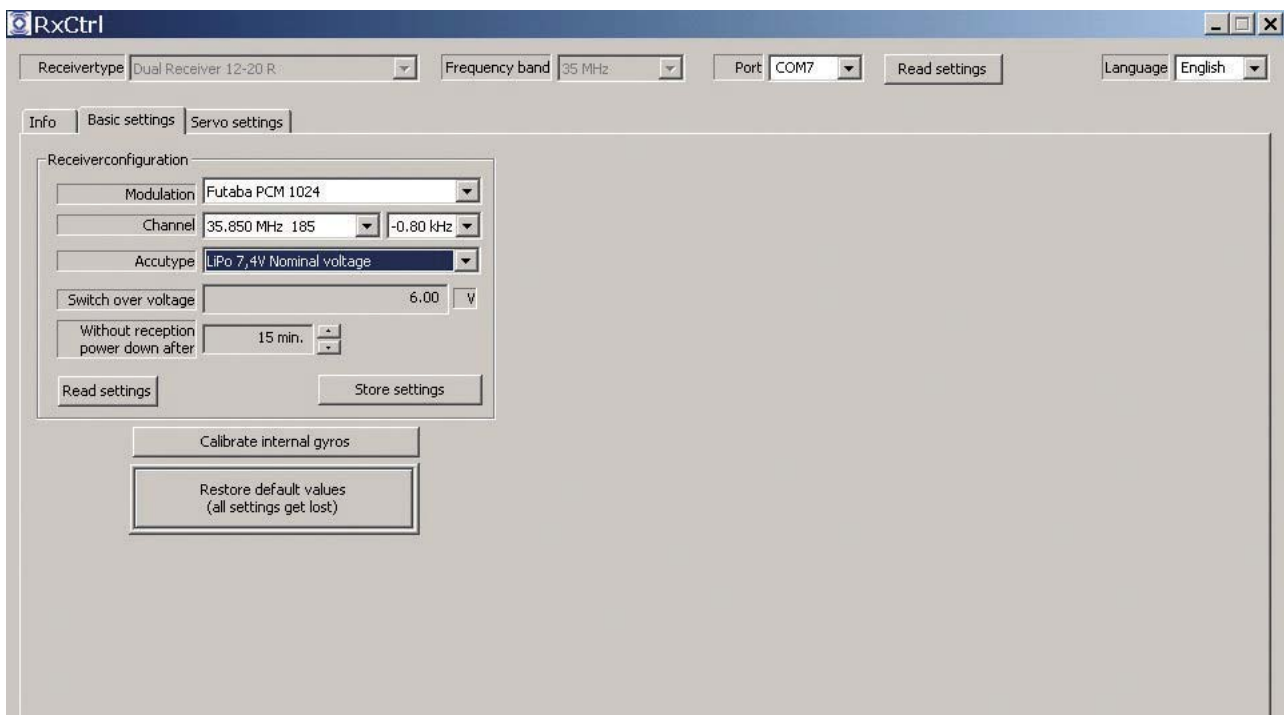 RxCtrl
Receivertype Dual Receiver 12-20 R Frequency band 35 MHz Port COM7 Read settings Language English
Info Basic settings Servo settings
Receiverconfiguration
Modulation Futaba PCM 1024
Channel 35.850 MHz 185 -0.80 kHz
Accutype LiPo 7,4V Nominal voltage
Switch over voltage 6.00 V
Without reception
power down after 15 min.
Read settings Store settings
Calibrate internal gyros
Restore default values
(all settings get lost)